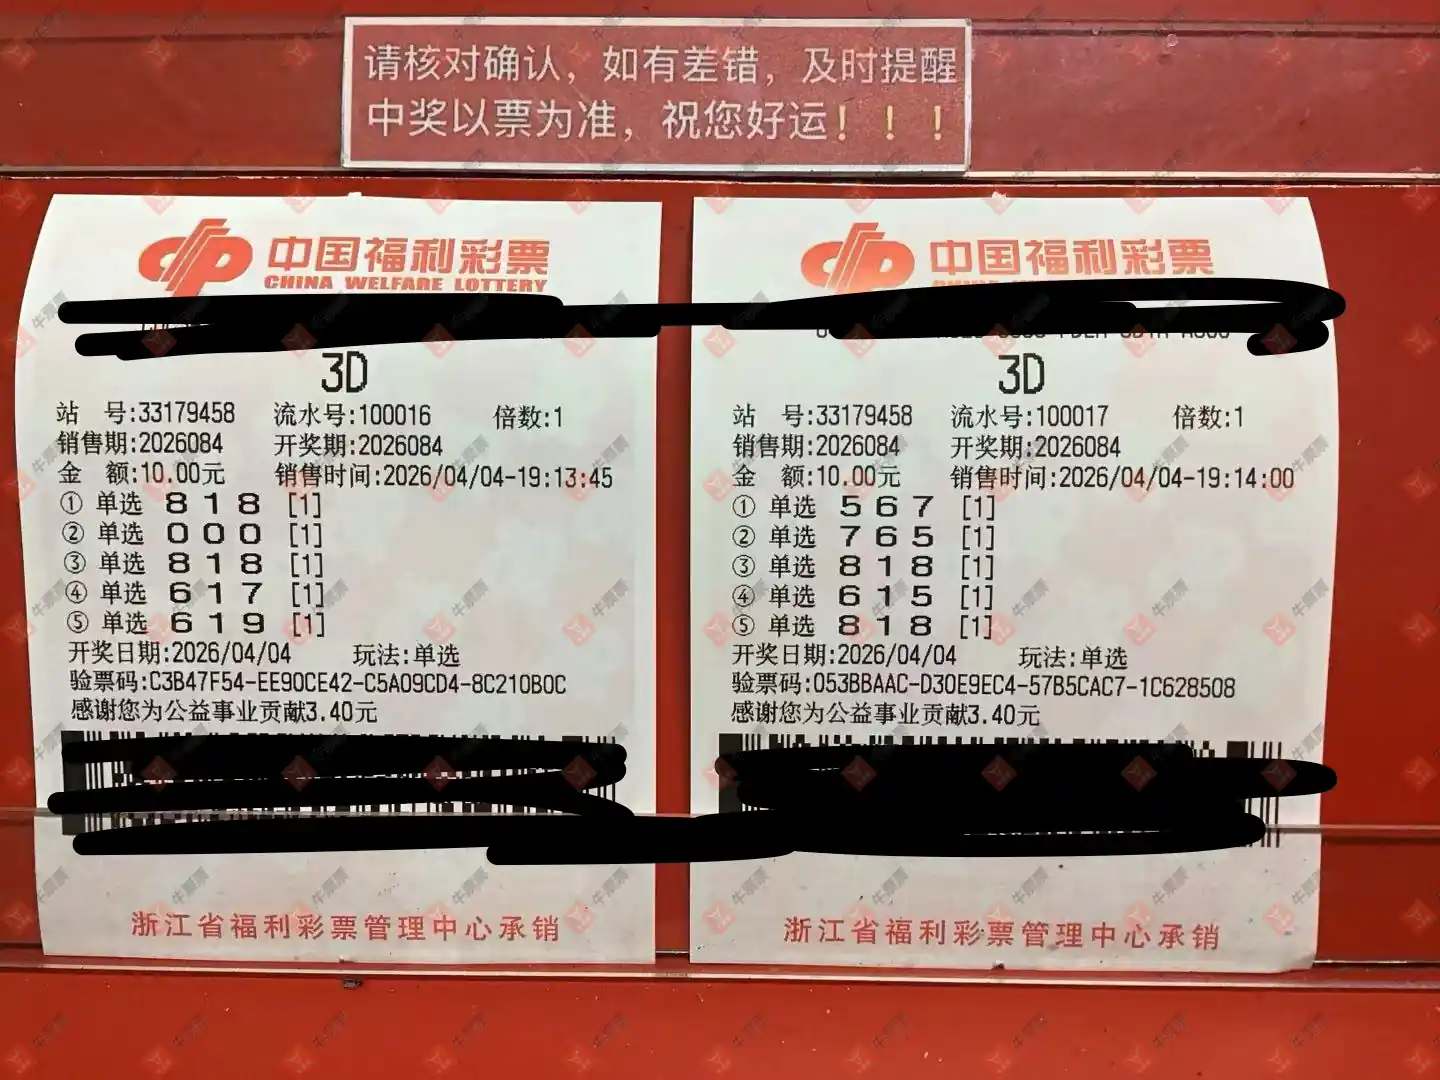 请核对确认，如有差错，及时提醒
中奖以票为准，祝您好运！！！
中国福利彩票
CHINA WELFARE LOTTERY
3D
站 号:33179458 流水号:100016 倍数:1
销售期:2026084 开奖期:2026084
金 额:10.00元 销售时间:2026/04/04-19:13:45
① 单选 8 1 8 [1]
② 单选 0 0 0 [1]
③ 单选 8 1 8 [1]
④ 单选 6 1 7 [1]
⑤ 单选 6 1 9 [1]
开奖日期:2026/04/04 玩法:单选
验票码:C3B47F54-EE90CE42-C5A09CD4-8C210B0C
感谢您为公益事业贡献3.40元
浙江省福利彩票管理中心承销
中国福利彩票
3D
站 号:33179458 流水号:100017 倍数:1
销售期:2026084 开奖期:2026084
金 额:10.00元 销售时间:2026/04/04-19:14:00
① 单选 5 6 7 [1]
② 单选 7 6 5 [1]
③ 单选 8 1 8 [1]
④ 单选 6 1 5 [1]
⑤ 单选 8 1 8 [1]
开奖日期:2026/04/04 玩法:单选
验票码:053BBAAC-D30E9EC4-57B5CAC7-1C628508
感谢您为公益事业贡献3.40元
浙江省福利彩票管理中心承销